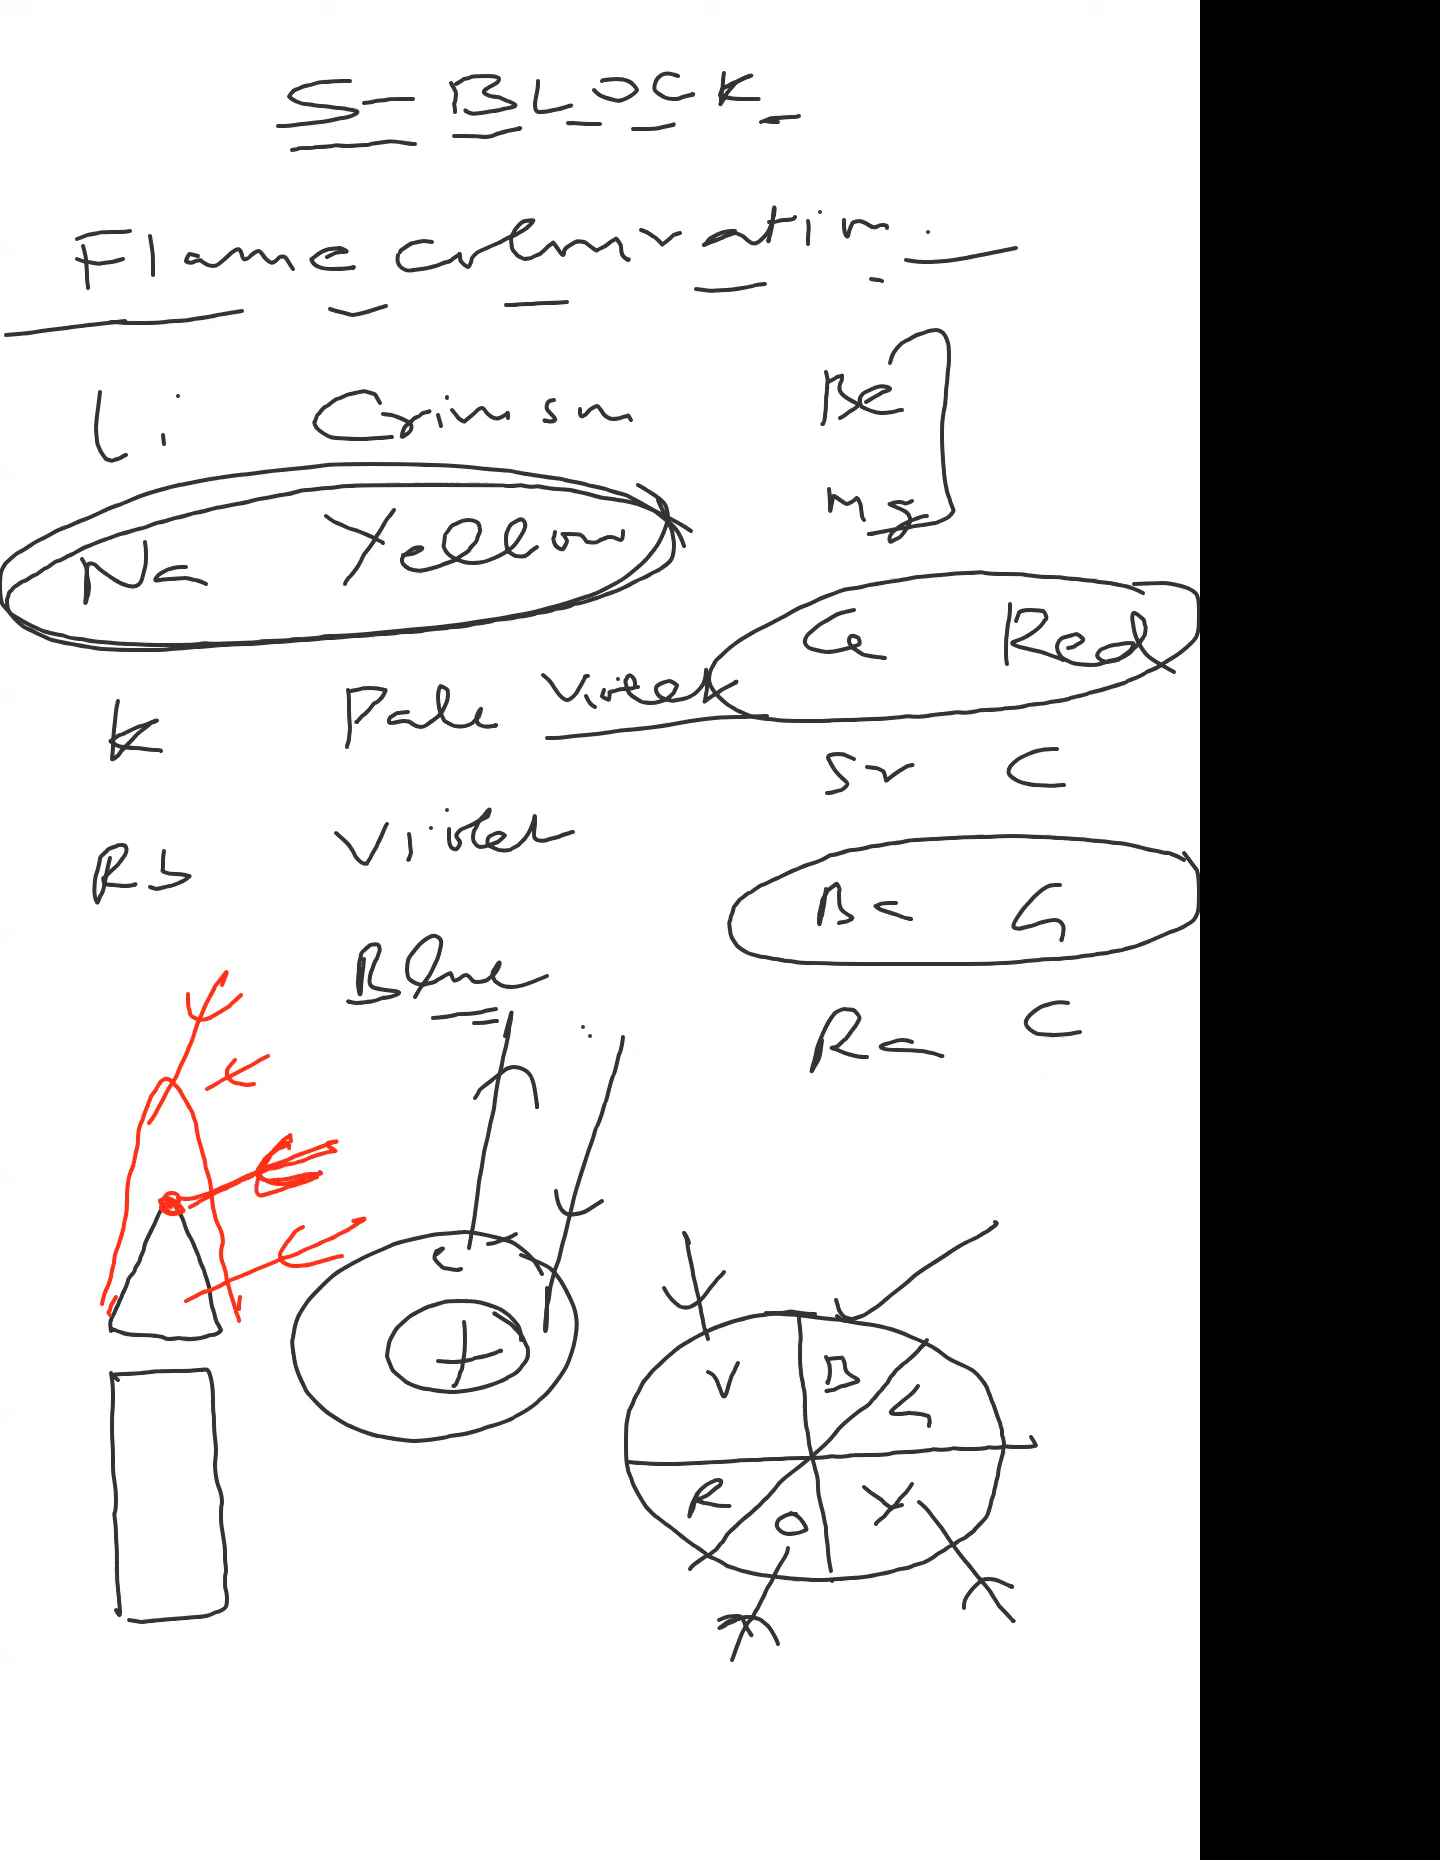 S-BLOCK
Flame colouration
Li Crimson
Na Yellow
K Pale Violet
Rb Violet
Blue
Be
Mg
Ca Red
Sr C
Ba G
Ra C
+
V B G
R O Y